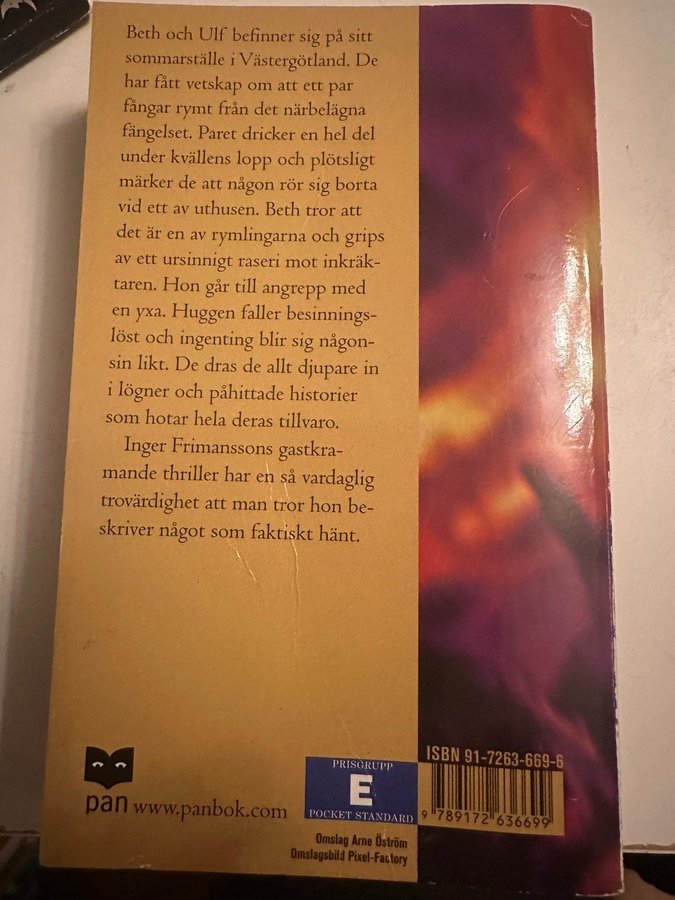 Beth och Ulf befinner sig på sitt
sommarställe i Västergötland. De
har fått vetskap om att ett par
fångar rymt från det närbelägna
fängelset. Paret dricker en hel del
under kvällens lopp och plötsligt
märker de att någon rör sig borta
vid ett av uthusen. Beth tror att
det är en av rymlingarna och grips
av ett ursinnigt raseri mot inkräk-
taren. Hon går till angrepp med
en yxa. Huggen faller besinnings-
löst och ingenting blir sig någon-
sin likt. De dras de allt djupare in
i lögner och påhittade historier
som hotar hela deras tillvaro.
Inger Frimanssons gastkra-
mande thriller har en så vardaglig
trovärdighet att man tror hon be-
skriver något som faktiskt hänt.
pan www.panbok.com
PRISGRUPP
E
POCKET STANDARD
ISBN 91-7263-669-6
9 789172 636699
Omslag Arne Öström
Omslagsbild Pixel-Factory